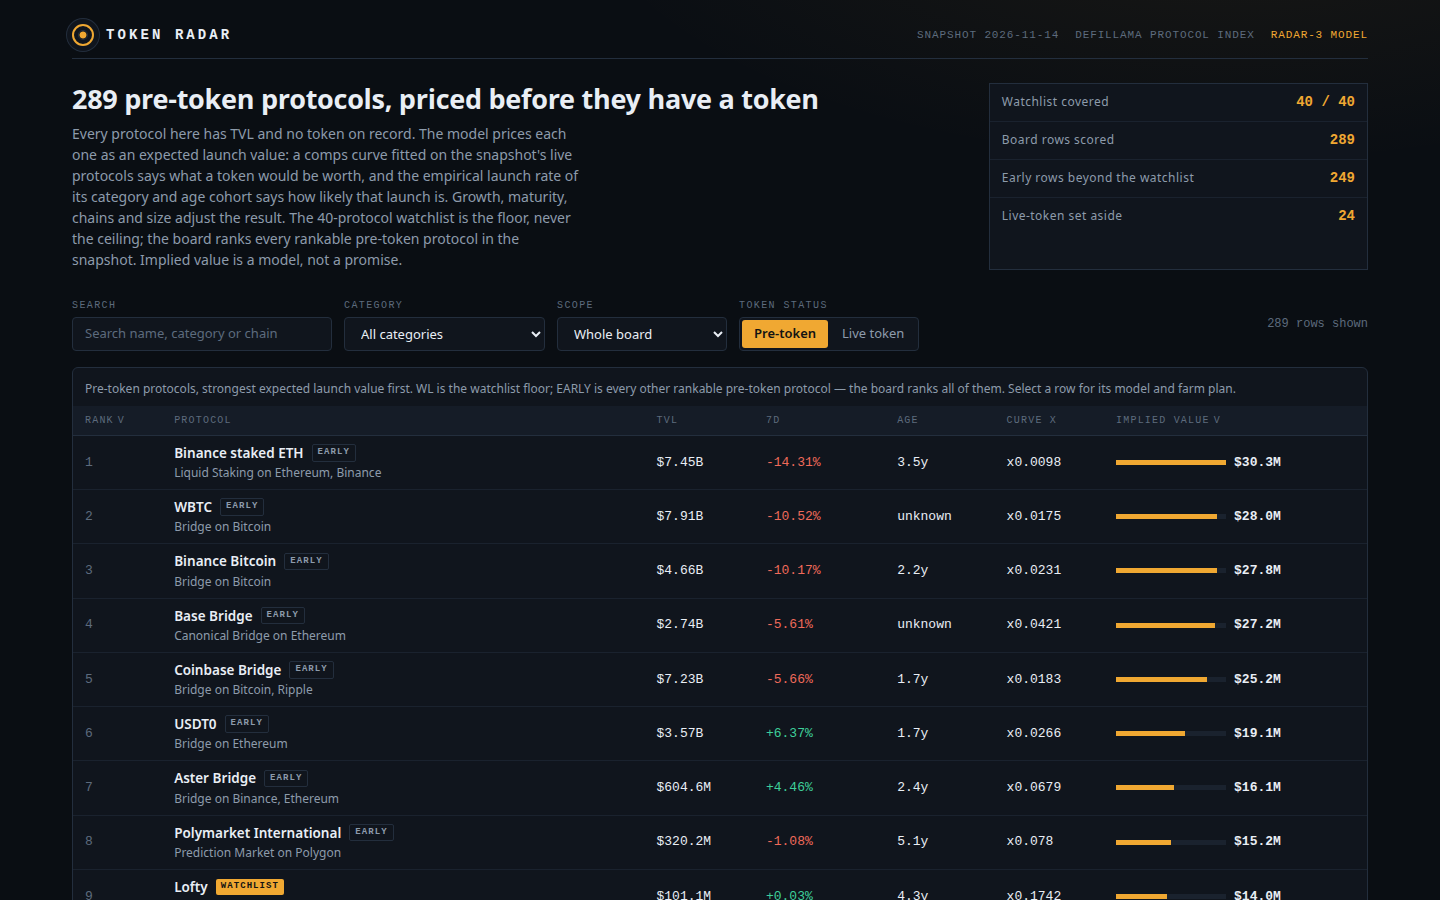 TOKEN RADAR
SNAPSHOT 2026-11-14 DEFILLAMA PROTOCOL INDEX RADAR-3 MODEL
289 pre-token protocols, priced before they have a token
Every protocol here has TVL and no token on record. The model prices each
one as an expected launch value: a comps curve fitted on the snapshot's live
protocols says what a token would be worth, and the empirical launch rate of
its category and age cohort says how likely that launch is. Growth, maturity,
chains and size adjust the result. The 40-protocol watchlist is the floor, never
the ceiling; the board ranks every rankable pre-token protocol in the
snapshot. Implied value is a model, not a promise.
Watchlist covered 40 / 40
Board rows scored 289
Early rows beyond the watchlist 249
Live-token set aside 24
SEARCH CATEGORY SCOPE TOKEN STATUS
Search name, category or chain All categories Whole board Pre-token Live token 289 rows shown
Pre-token protocols, strongest expected launch value first. WL is the watchlist floor; EARLY is every other rankable pre-token protocol — the board ranks all of them. Select a row for its model and farm plan.
RANK V PROTOCOL TVL 7D AGE CURVE X IMPLIED VALUE V
1 Binance staked ETH EARLY $7.45B -14.31% 3.5y x0.0098 $30.3M
Liquid Staking on Ethereum, Binance
2 WBTC EARLY $7.91B -10.52% unknown x0.0175 $28.0M
Bridge on Bitcoin
3 Binance Bitcoin EARLY $4.66B -10.17% 2.2y x0.0231 $27.8M
Bridge on Bitcoin
4 Base Bridge EARLY $2.74B -5.61% unknown x0.0421 $27.2M
Canonical Bridge on Ethereum
5 Coinbase Bridge EARLY $7.23B -5.66% 1.7y x0.0183 $25.2M
Bridge on Bitcoin, Ripple
6 USDT0 EARLY $3.57B +6.37% 1.7y x0.0266 $19.1M
Bridge on Ethereum
7 Aster Bridge EARLY $604.6M +4.46% 2.4y x0.0679 $16.1M
Bridge on Binance, Ethereum
8 Polymarket International EARLY $320.2M -1.08% 5.1y x0.078 $15.2M
Prediction Market on Polygon
9 Lofty WATCHLIST $101.1M +0.03% 4.3y x0.1742 $14.0M